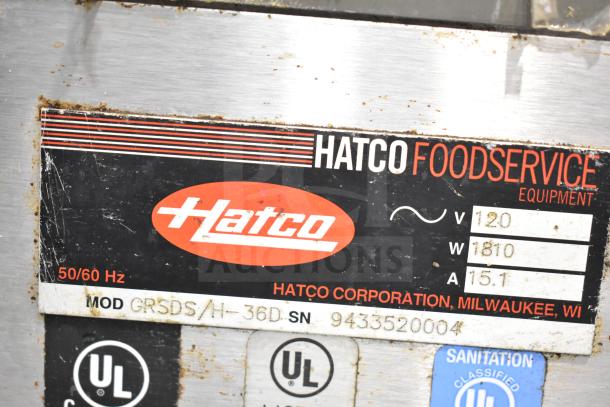 HATCO FOODSERVICE
EQUIPMENT
Hatco
V 120
W 1810
A 15.1
50/60 Hz
HATCO CORPORATION, MILWAUKEE, WI
MOD GRSDS/H-36D SN 9433520004
AUCTIONS
UL
UL
SANITATION
CLASSIFIED
UL